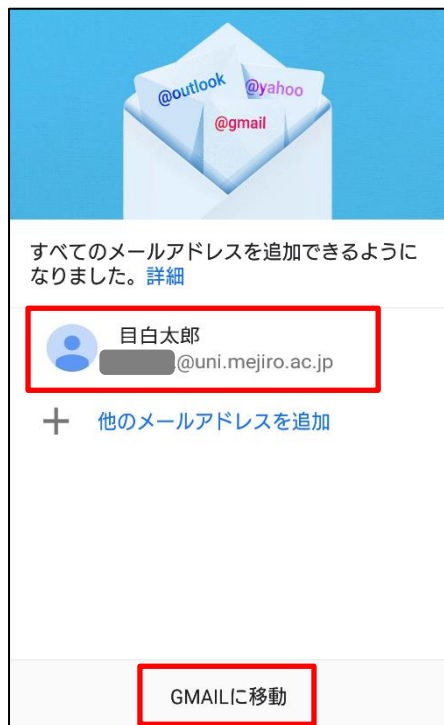 @outlook
@yahoo
@gmail
すべてのメールアドレスを追加できるように
なりました。詳細
目白太郎
.@uni.mejiro.ac.jp
他のメールアドレスを追加
GMAILに移動